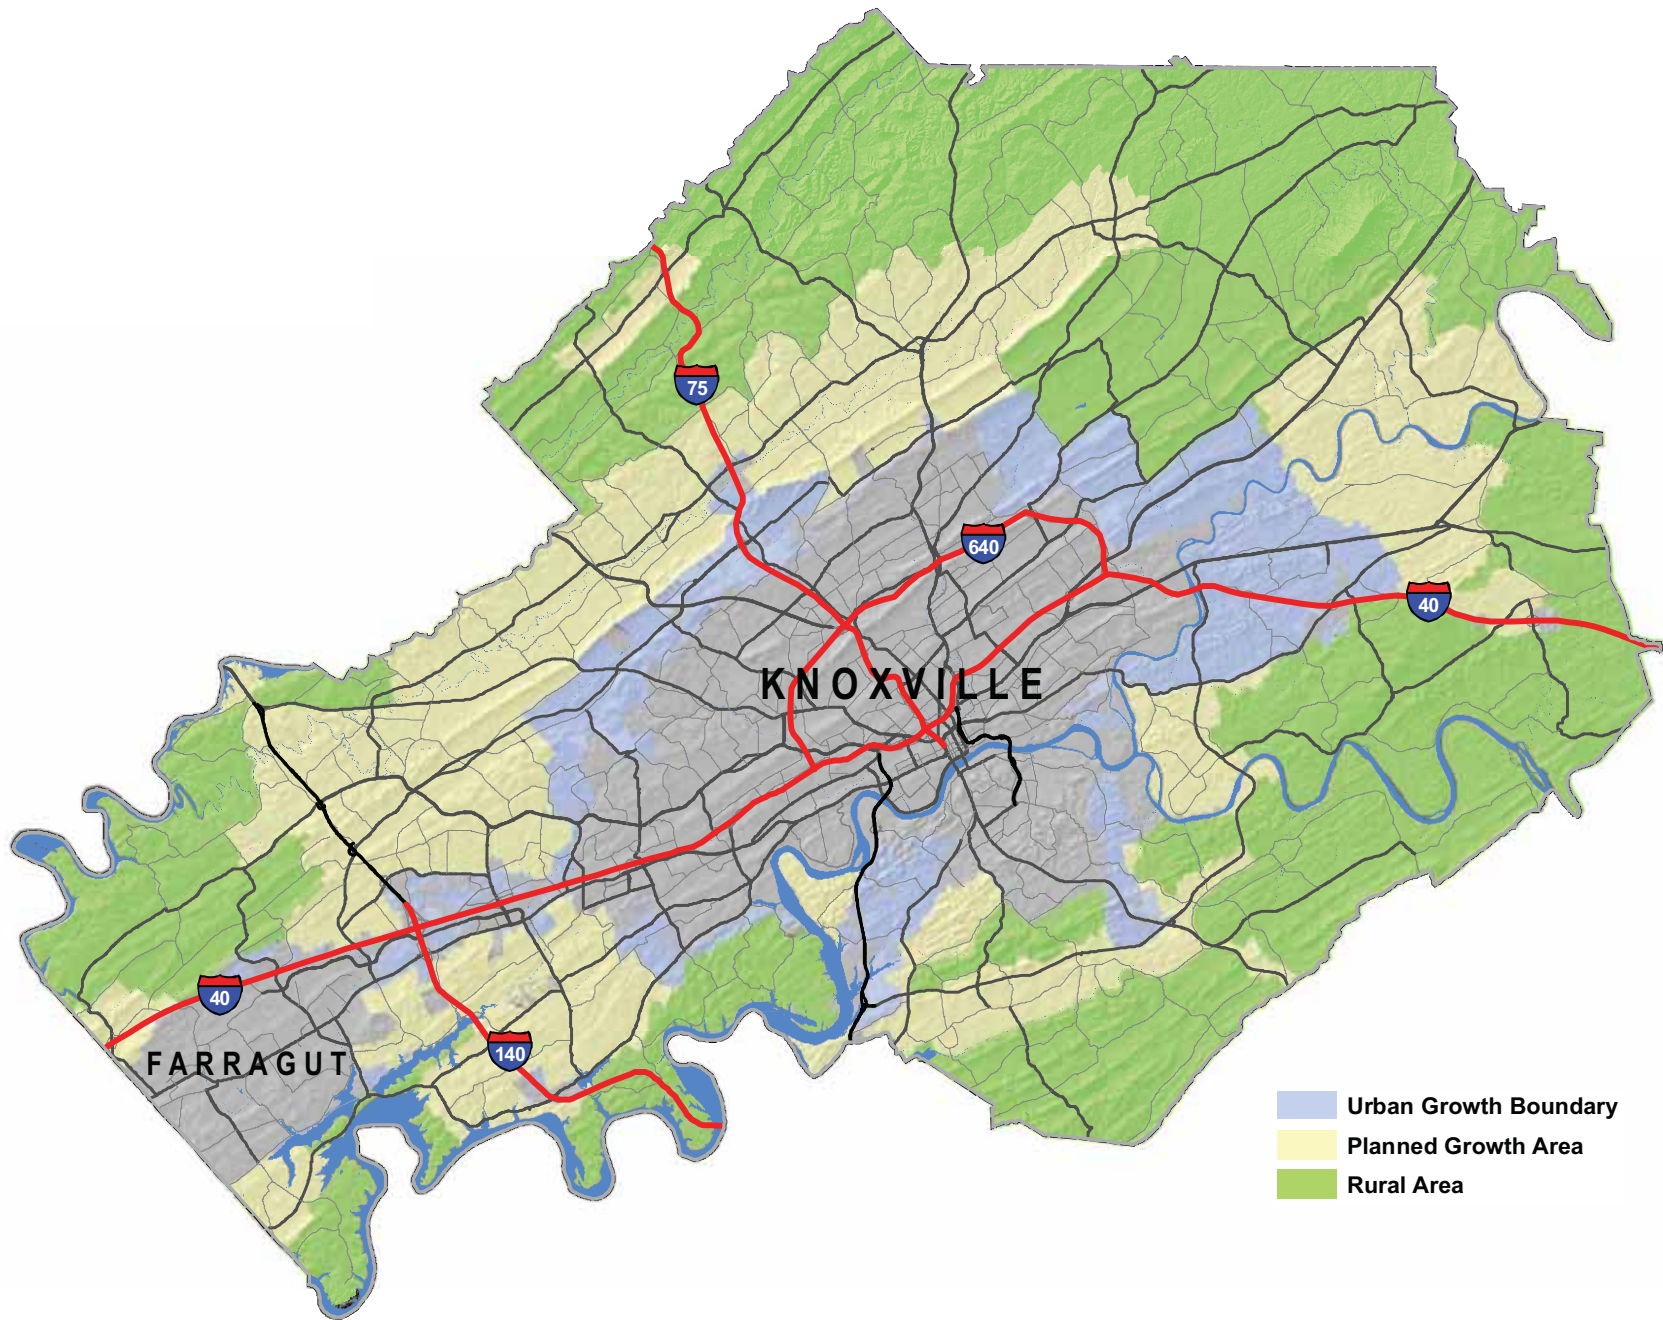 75
640
40
KNOXVILLE
40
FARRAGUT
140
Urban Growth Boundary
Planned Growth Area
Rural Area